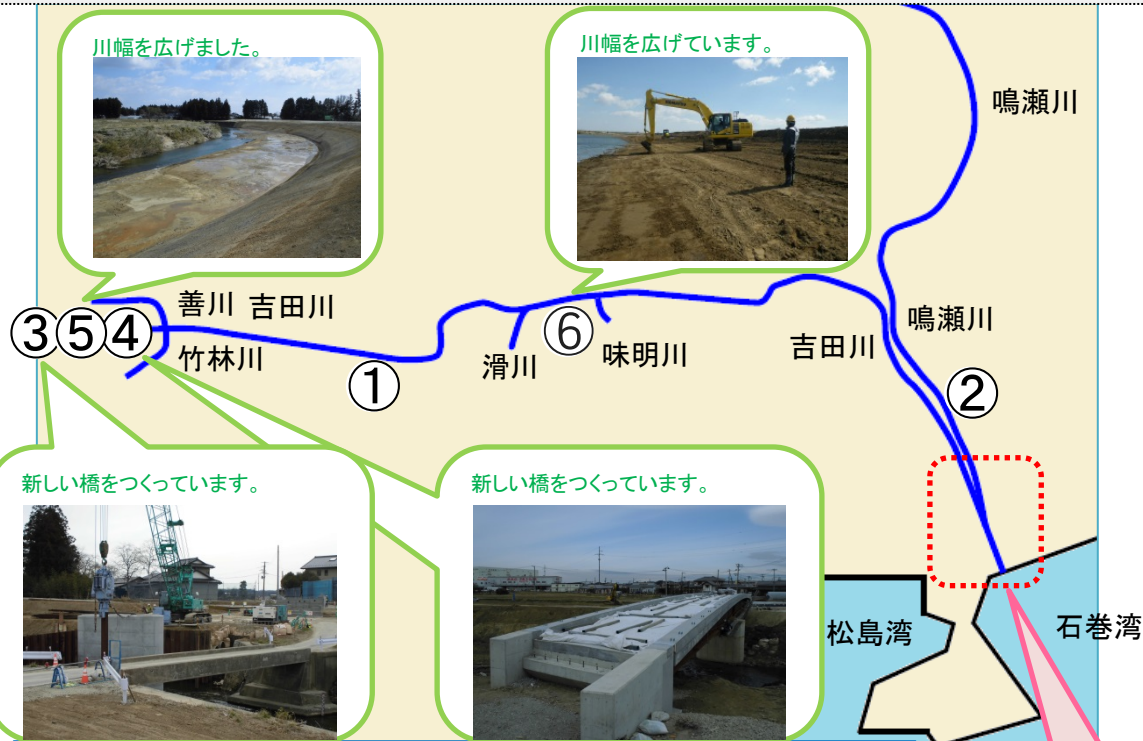 川幅を広げました。
川幅を広げています。
鳴瀬川
善川
吉田川
③
⑤
④
竹林川
①
滑川
⑥
味明川
吉田川
鳴瀬川
②
新しい橋をつくっています。
新しい橋をつくっています。
松島湾
石巻湾